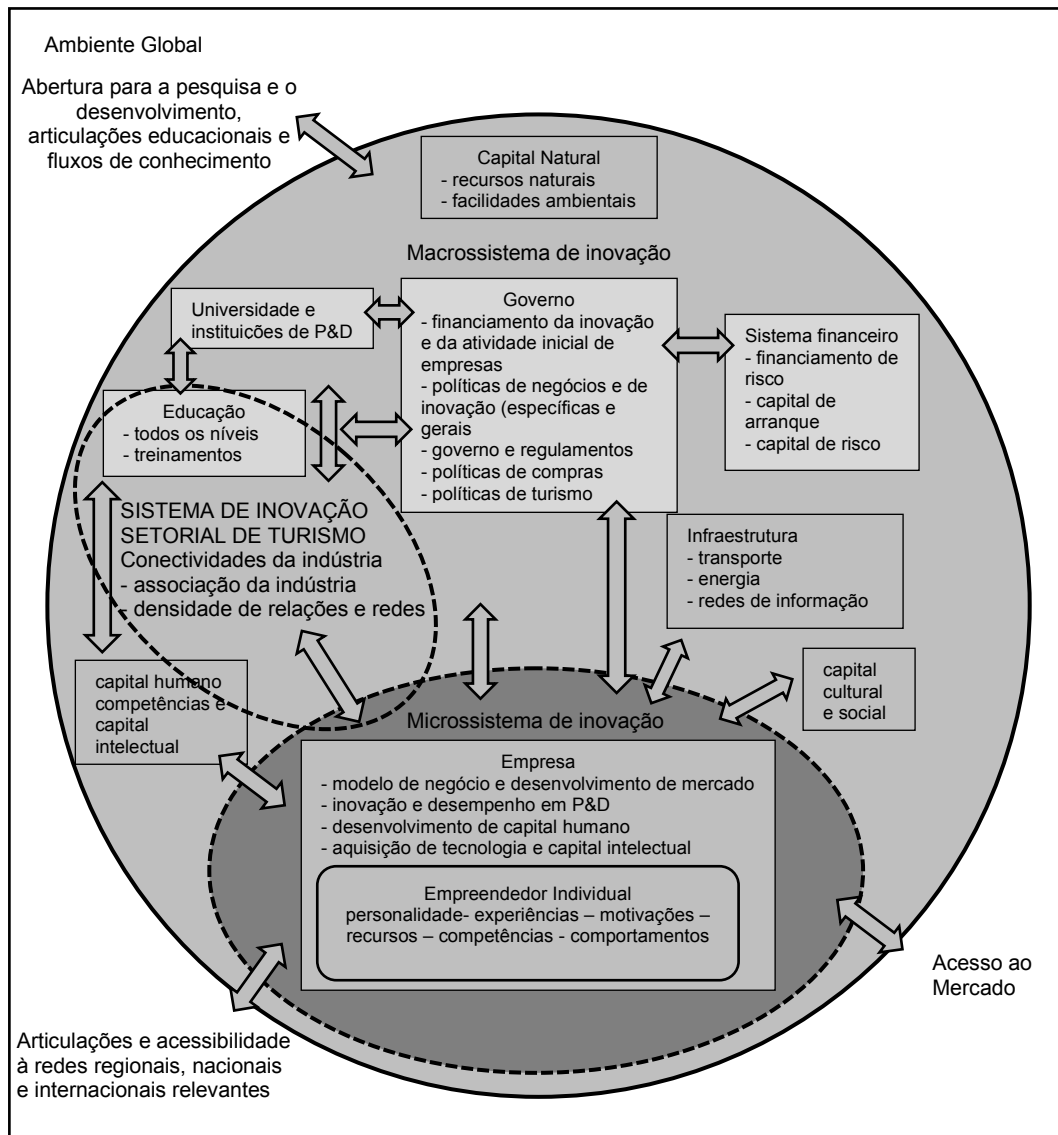 Ambiente Global
Abertura para a pesquisa e o
desenvolvimento,
articulações educacionais e
fluxos de conhecimento
Capital Natural
- recursos naturais
- facilidades ambientais
Macrossistema de inovação
Universidade e
instituições de P&D
Governo
- financiamento da inovação
e da atividade inicial de
empresas
- políticas de negócios e de
inovação (específicas e
gerais
- governo e regulamentos
- políticas de compras
- políticas de turismo
Sistema financeiro
- financiamento de
risco
- capital de
arranque
- capital de risco
Educação
- todos os níveis
- treinamentos
SISTEMA DE INOVAÇÃO
SETORIAL DE TURISMO
Conectividades da indústria
- associação da indústria
- densidade de relações e redes
Infraestrutura
- transporte
- energia
- redes de informação
capital humano
competências e
capital
intelectual
capital
cultural
e social
Microssistema de inovação
Empresa
- modelo de negócio e desenvolvimento de mercado
- inovação e desempenho em P&D
- desenvolvimento de capital humano
- aquisição de tecnologia e capital intelectual
Empreendedor Individual
personalidade- experiências – motivações –
recursos – competências - comportamentos
Acesso ao
Mercado
Articulações e acessibilidade
à redes regionais, nacionais
e internacionais relevantes